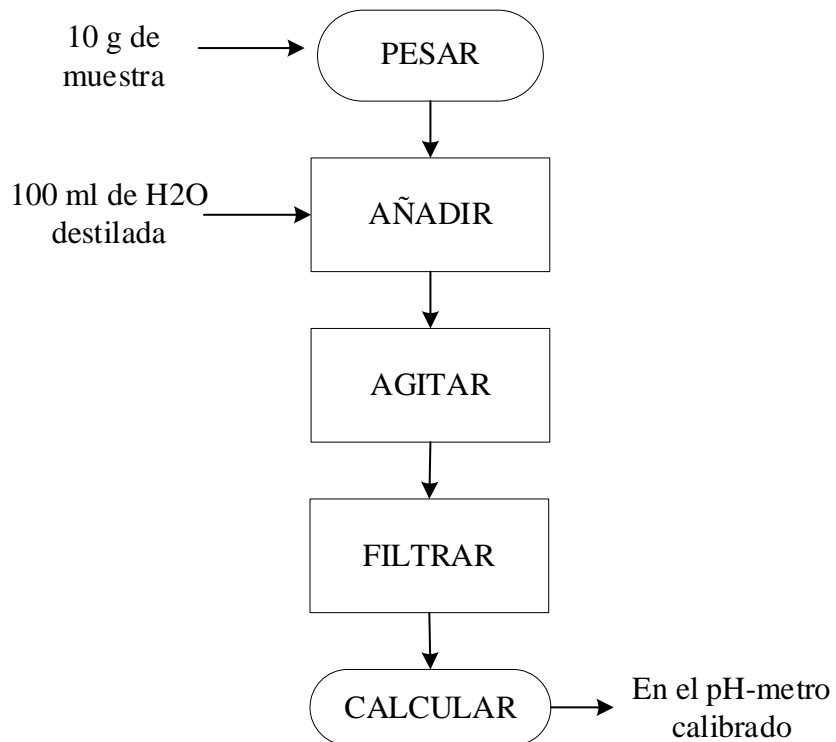 10 g de
muestra
PESAR
100 ml de H2O
destilada
AÑADIR
AGITAR
FILTRAR
CALCULAR
En el pH-metro
calibrado